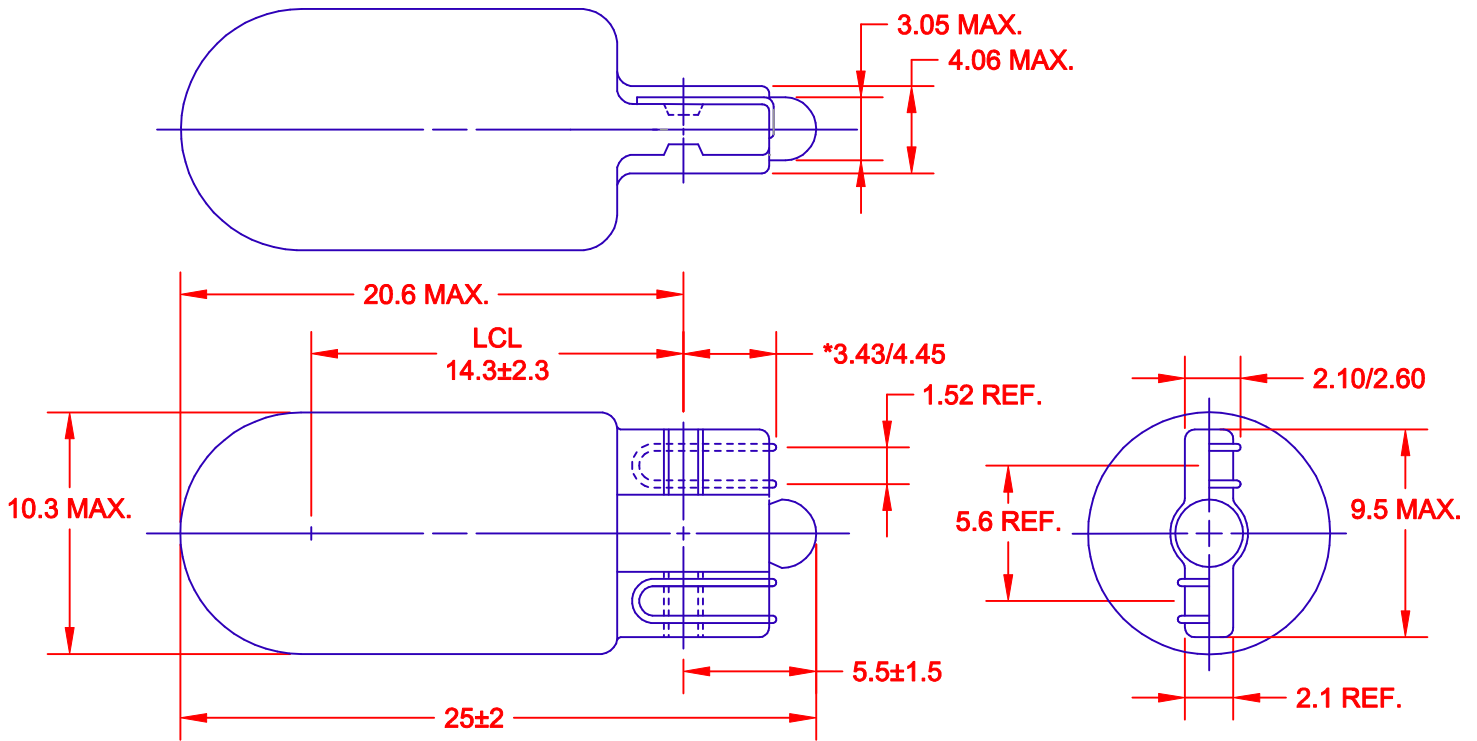 3.05 MAX.
4.06 MAX.
20.6 MAX.
LCL
14.3±2.3
*3.43/4.45
1.52 REF.
2.10/2.60
10.3 MAX.
5.6 REF.
9.5 MAX.
5.5±1.5
25±2
2.1 REF.